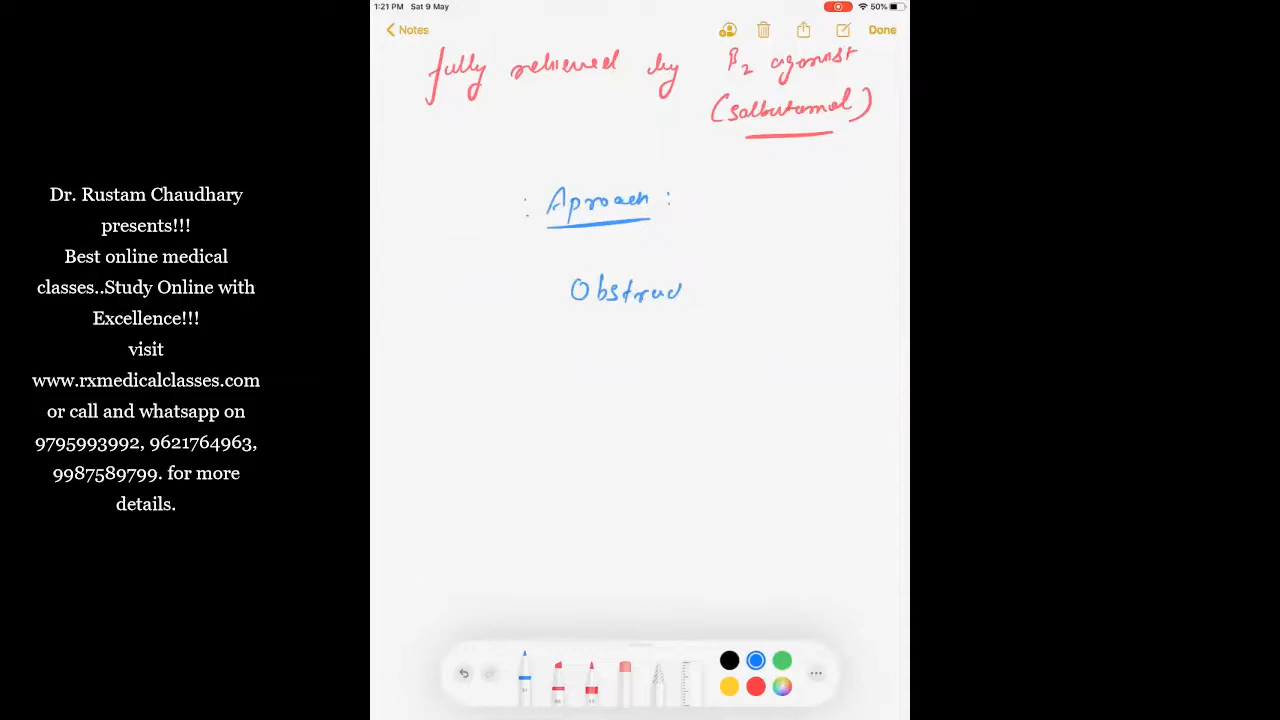 1:21 PM Sat 9 May
50%
Notes
Done
fully relieved by β2 agonist
(Salbutamol)
: Aproach :
Obstruc
Dr. Rustam Chaudhary
presents!!!
Best online medical
classes..Study Online with
Excellence!!!
visit
www.rxmedicalclasses.com
or call and whatsapp on
9795993992, 9621764963,
9987589799. for more
details.